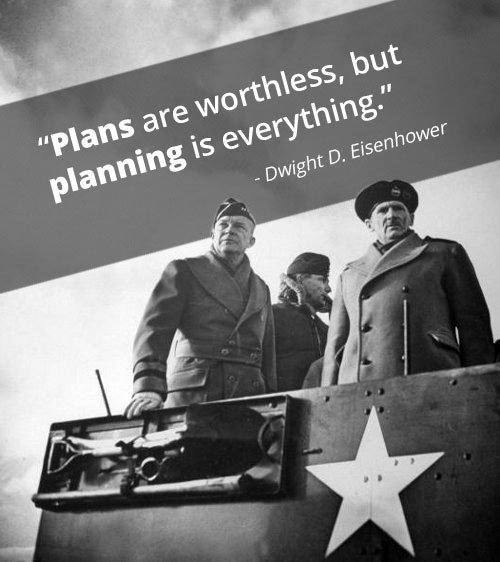 “Plans are worthless, but
planning is everything.”
- Dwight D. Eisenhower